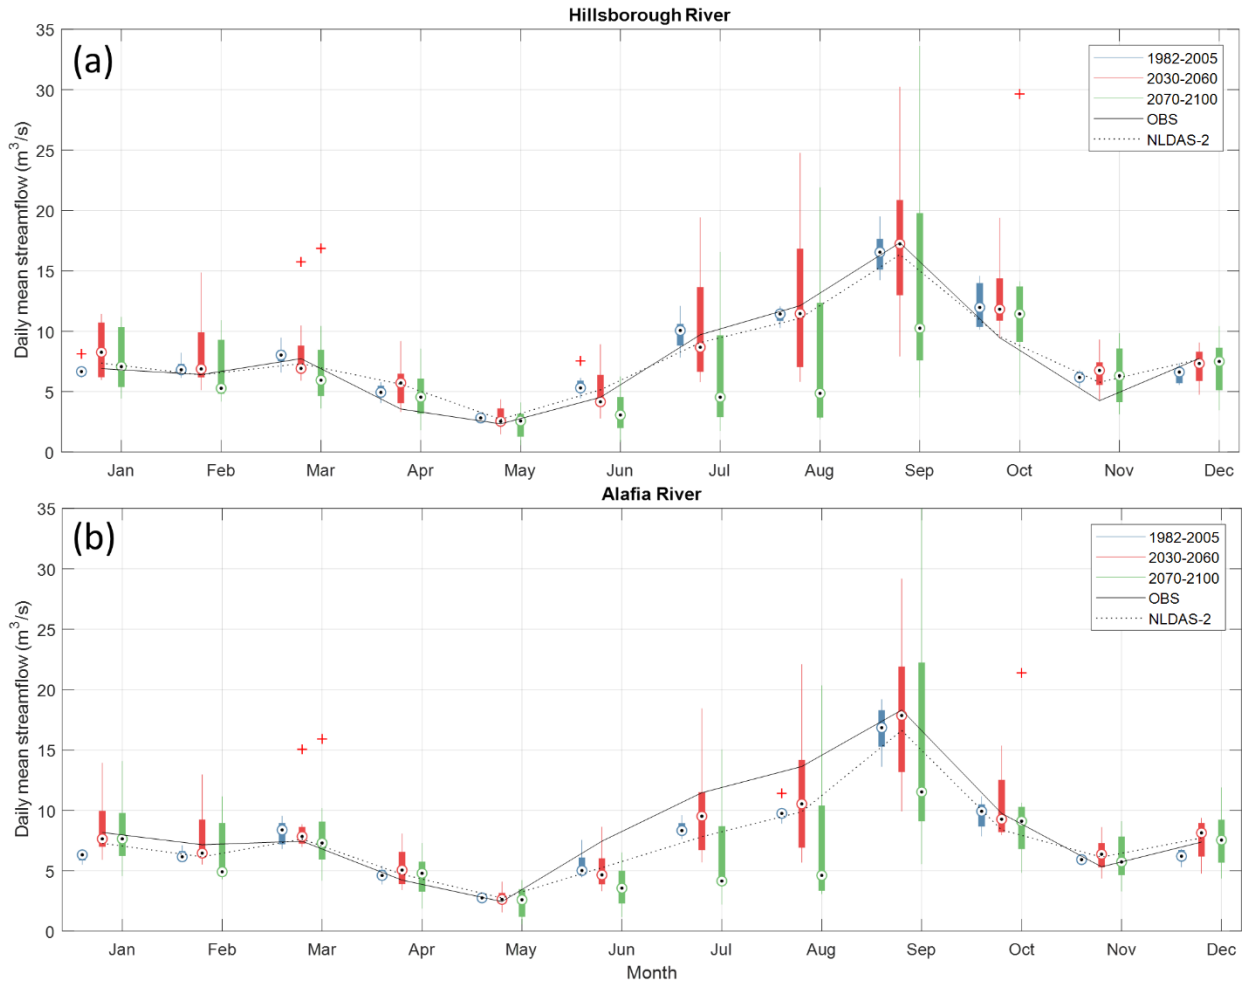 Hillsborough River
(a)
35
30
25
20
15
10
5
0
Daily mean streamflow (m³/s)
1982-2005
2030-2060
2070-2100
OBS
NLDAS-2
Jan Feb Mar Apr May Jun Jul Aug Sep Oct Nov Dec
Alafia River
(b)
35
30
25
20
15
10
5
0
Daily mean streamflow (m³/s)
1982-2005
2030-2060
2070-2100
OBS
NLDAS-2
Jan Feb Mar Apr May Jun Jul Aug Sep Oct Nov Dec
Month